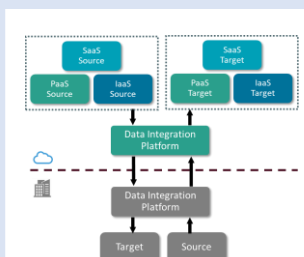 SaaS
Source
PaaS
Source
IaaS
Source
SaaS
Target
PaaS
Target
IaaS
Target
Data Integration
Platform
Data Integration
Platform
Target
Source